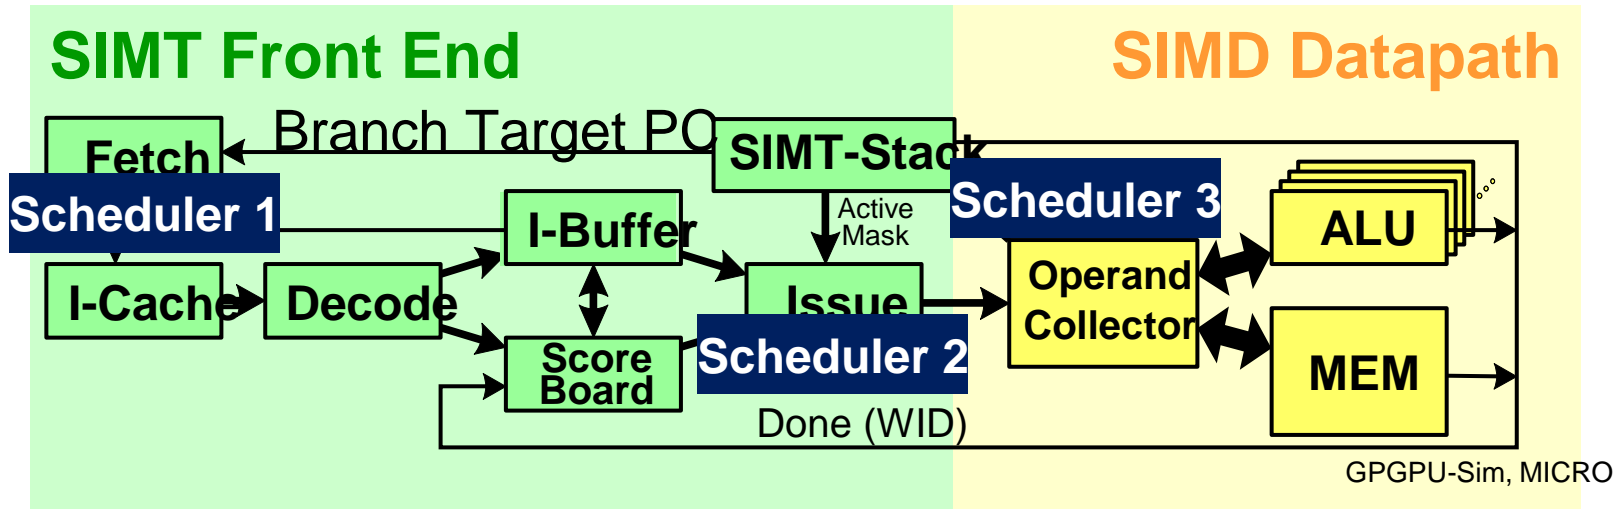 SIMT Front End
SIMD Datapath
Branch Target PC
SIMT-Stack
Fetch
Scheduler 1
Scheduler 3
I-Buffer
Active
Mask
ALU
...
I-Cache
Decode
Issue
Operand
Collector
Scheduler 2
Score
Board
MEM
Done (WID)
GPGPU-Sim, MICRO